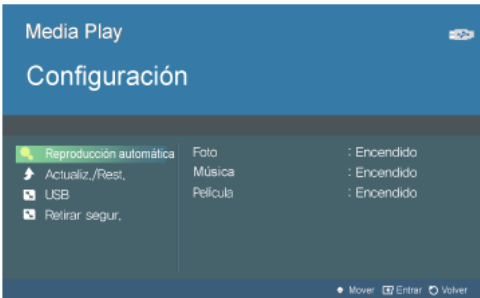 Media Play
Configuración
Reproducción automática Foto : Encendido
Actualiz./Rest. Música : Encendido
USB Película : Encendido
Retirar segur.
Mover Entrar Volver